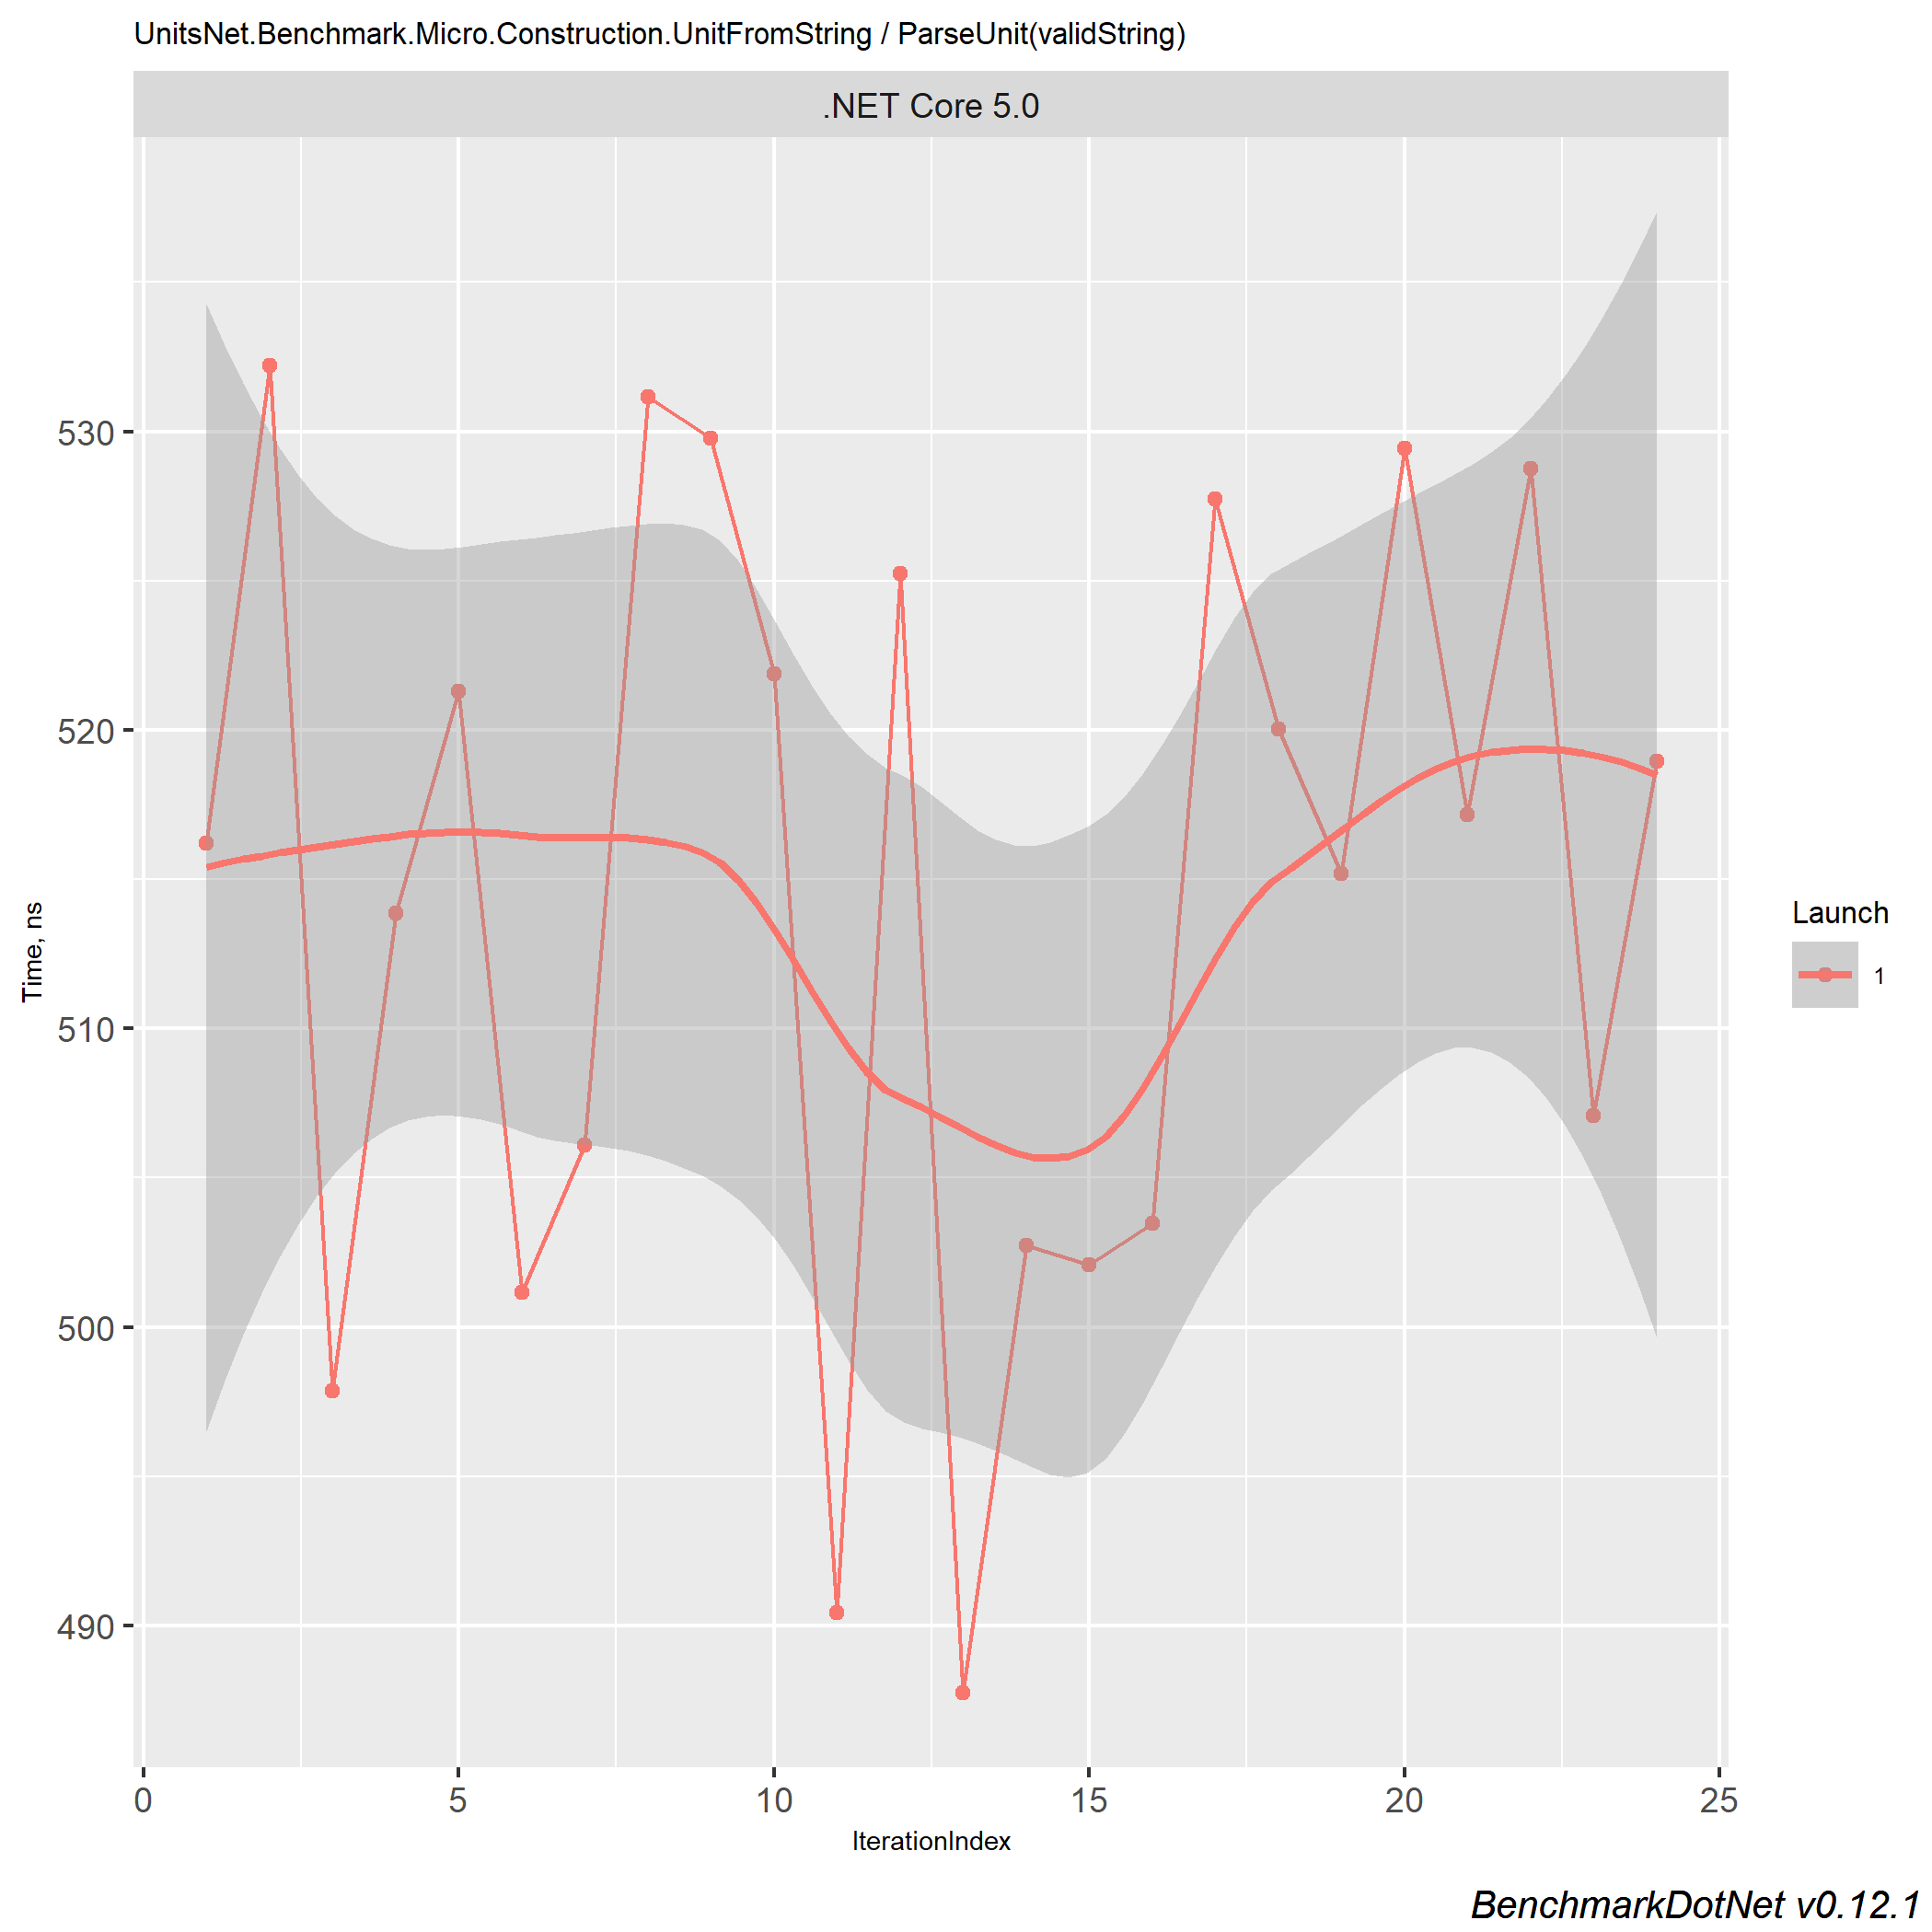 UnitsNet.Benchmark.Micro.Construction.UnitFromString / ParseUnit(validString)
.NET Core 5.0
530
520
510
500
490
Time, ns
0 5 10 15 20 25
IterationIndex
Launch
1
BenchmarkDotNet v0.12.1